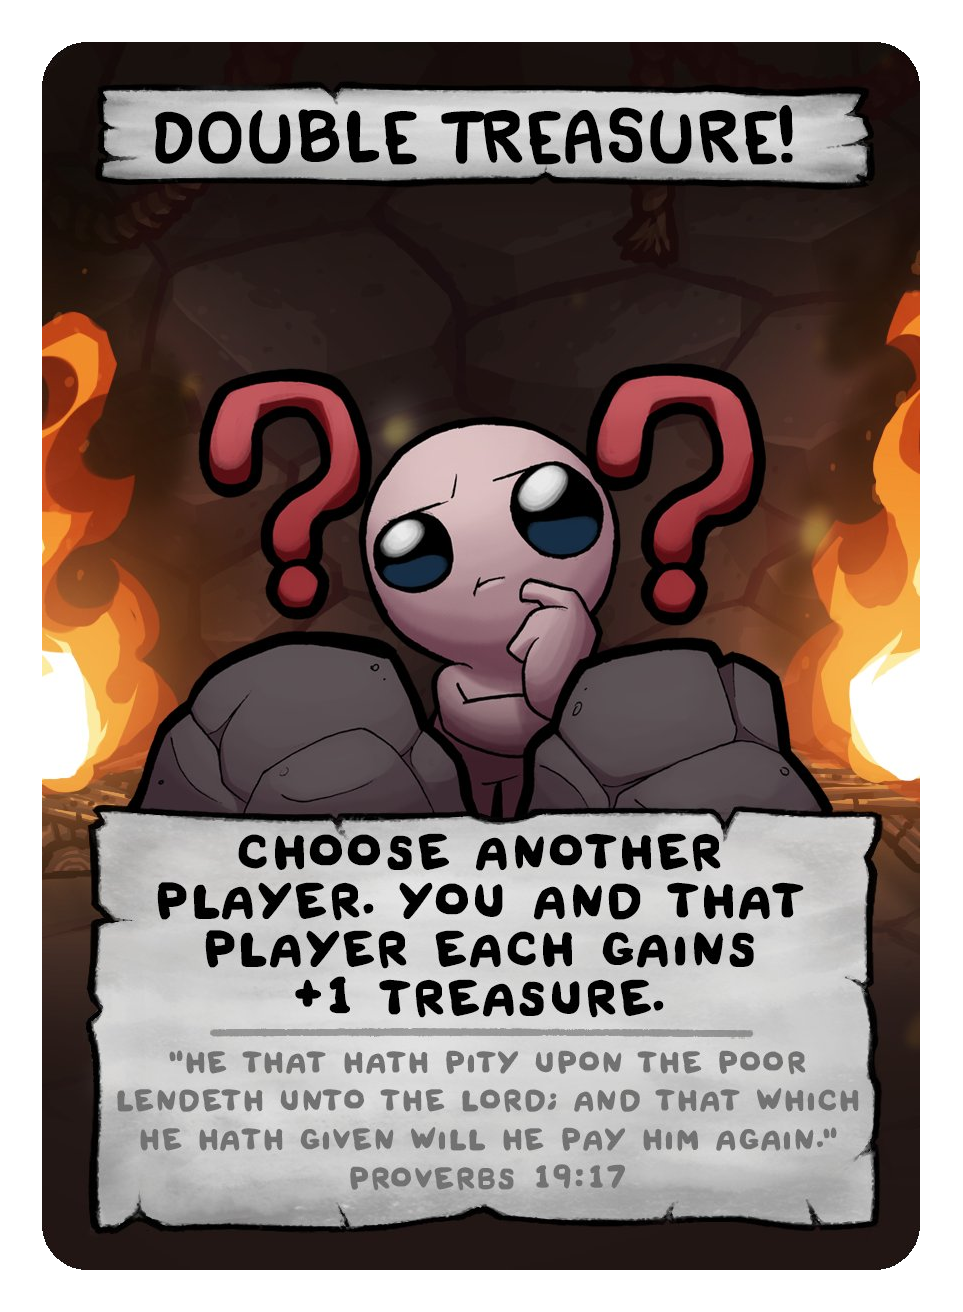 DOUBLE TREASURE!
? ?
CHOOSE ANOTHER
PLAYER. YOU AND THAT
PLAYER EACH GAINS
+1 TREASURE.
"HE THAT HATH PITY UPON THE POOR
LENDETH UNTO THE LORD; AND THAT WHICH
HE HATH GIVEN WILL HE PAY HIM AGAIN."
PROVERBS 19:17